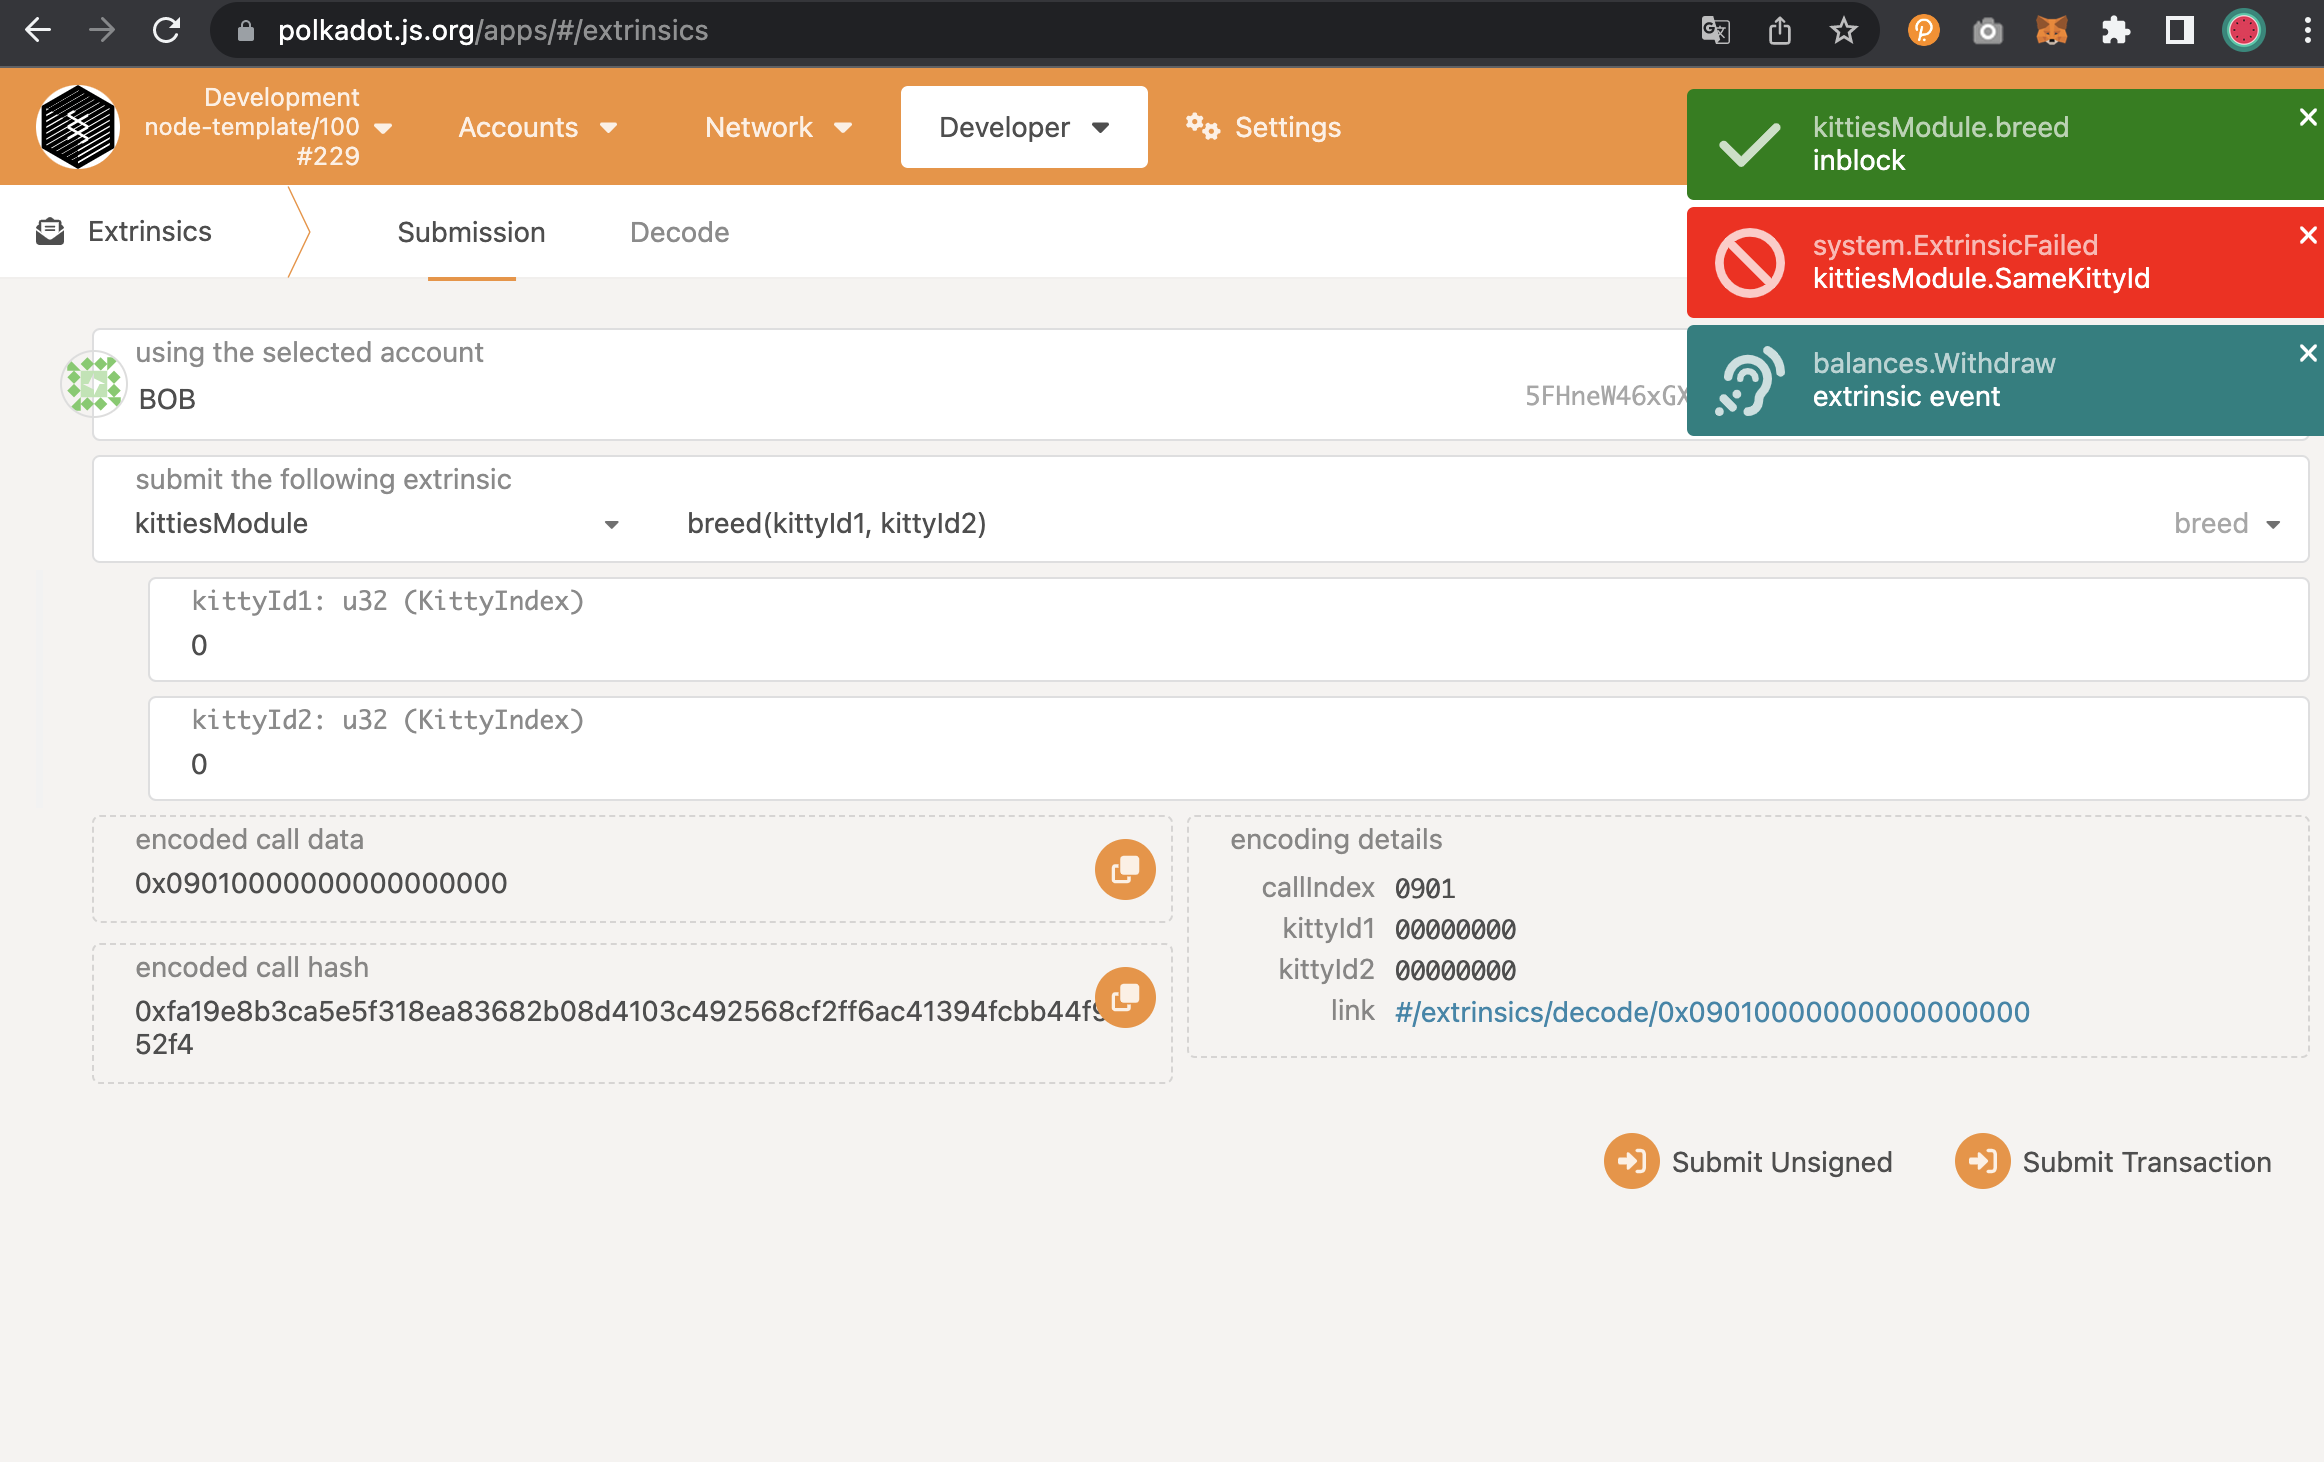 polkadot.js.org/apps/#/extrinsics
Development
node-template/100
#229
Accounts
Network
Developer
Settings
kittiesModule.breed
inblock
system.ExtrinsicFailed
kittiesModule.SameKittyId
balances.Withdraw
extrinsic event
Extrinsics
Submission
Decode
using the selected account
BOB
5FHneW46xGX
submit the following extrinsic
kittiesModule
breed(kittyId1, kittyId2)
breed
kittyId1: u32 (KittyIndex)
0
kittyId2: u32 (KittyIndex)
0
encoded call data
0x09010000000000000000
encoded call hash
0xfa19e8b3ca5e5f318ea83682b08d4103c492568cf2ff6ac41394fcbb44f9
52f4
encoding details
callIndex 0901
kittyId1 00000000
kittyId2 00000000
link #/extrinsics/decode/0x09010000000000000000
Submit Unsigned
Submit Transaction